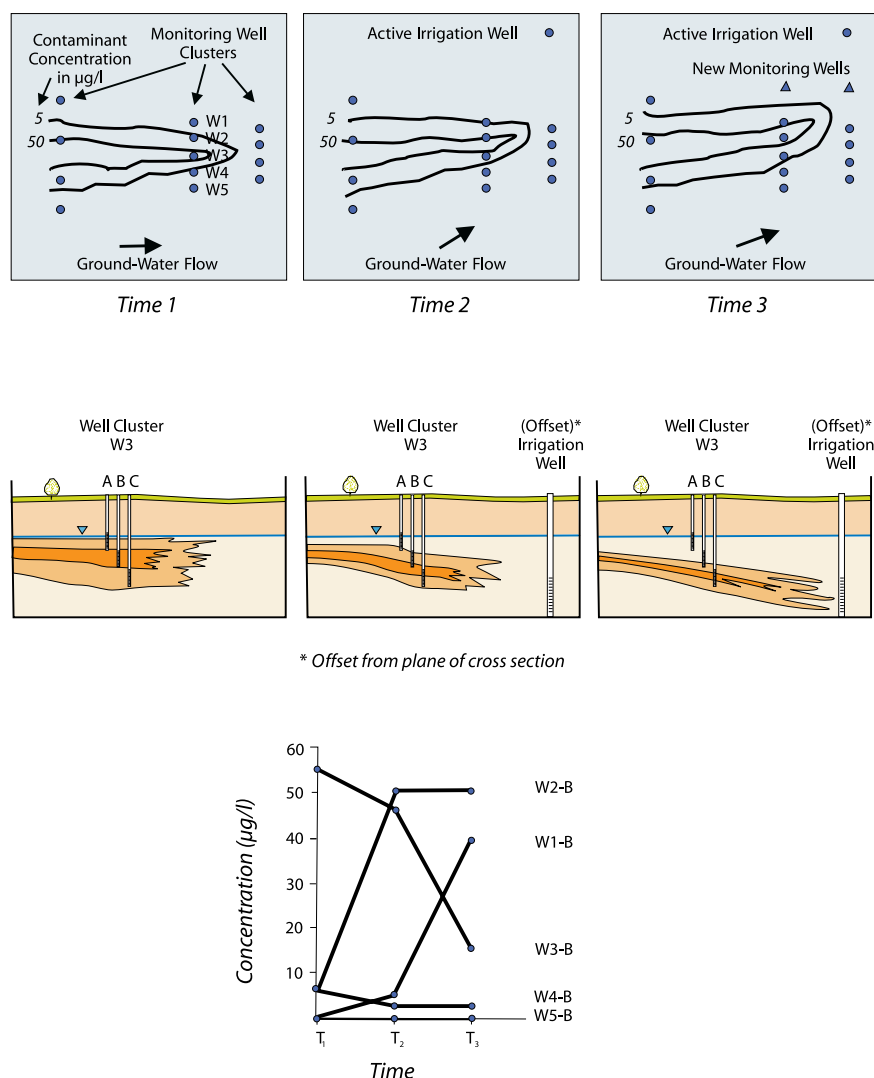 Contaminant
Concentration
in µg/l
Monitoring Well
Clusters
5
50
W1
W2
W3
W4
W5
Ground-Water Flow
Time 1
Active Irrigation Well
5
50
Ground-Water Flow
Time 2
Active Irrigation Well
New Monitoring Wells
5
50
Ground-Water Flow
Time 3
Well Cluster
W3
A B C
Well Cluster
W3
A B C
(Offset)*
Irrigation
Well
Well Cluster
W3
A B C
(Offset)*
Irrigation
Well
* Offset from plane of cross section
Concentration (µg/l)
60
50
40
30
20
10
W2-B
W1-B
W3-B
W4-B
W5-B
T1 T2 T3
Time